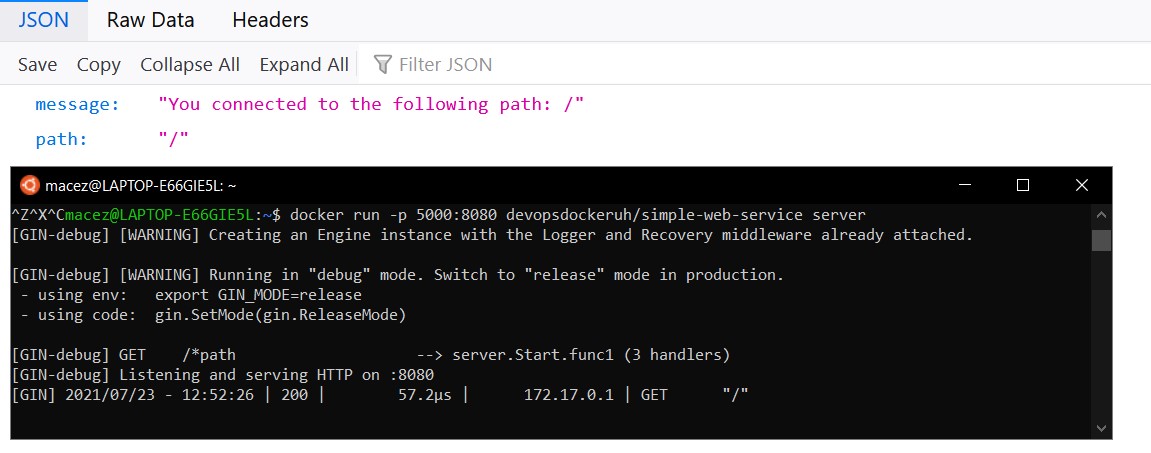 JSON Raw Data Headers
Save Copy Collapse All Expand All Filter JSON
message: "You connected to the following path: /"
path: "/"
macez@LAPTOP-E66GIE5L: ~
^Z^X^Cmacez@LAPTOP-E66GIE5L:~$ docker run -p 5000:8080 devopsdockeruh/simple-web-service server
[GIN-debug] [WARNING] Creating an Engine instance with the Logger and Recovery middleware already attached.
[GIN-debug] [WARNING] Running in "debug" mode. Switch to "release" mode in production.
- using env: export GIN_MODE=release
- using code: gin.SetMode(gin.ReleaseMode)
[GIN-debug] GET /*path --> server.Start.func1 (3 handlers)
[GIN-debug] Listening and serving HTTP on :8080
[GIN] 2021/07/23 - 12:52:26 | 200 | 57.2µs | 172.17.0.1 | GET "/"